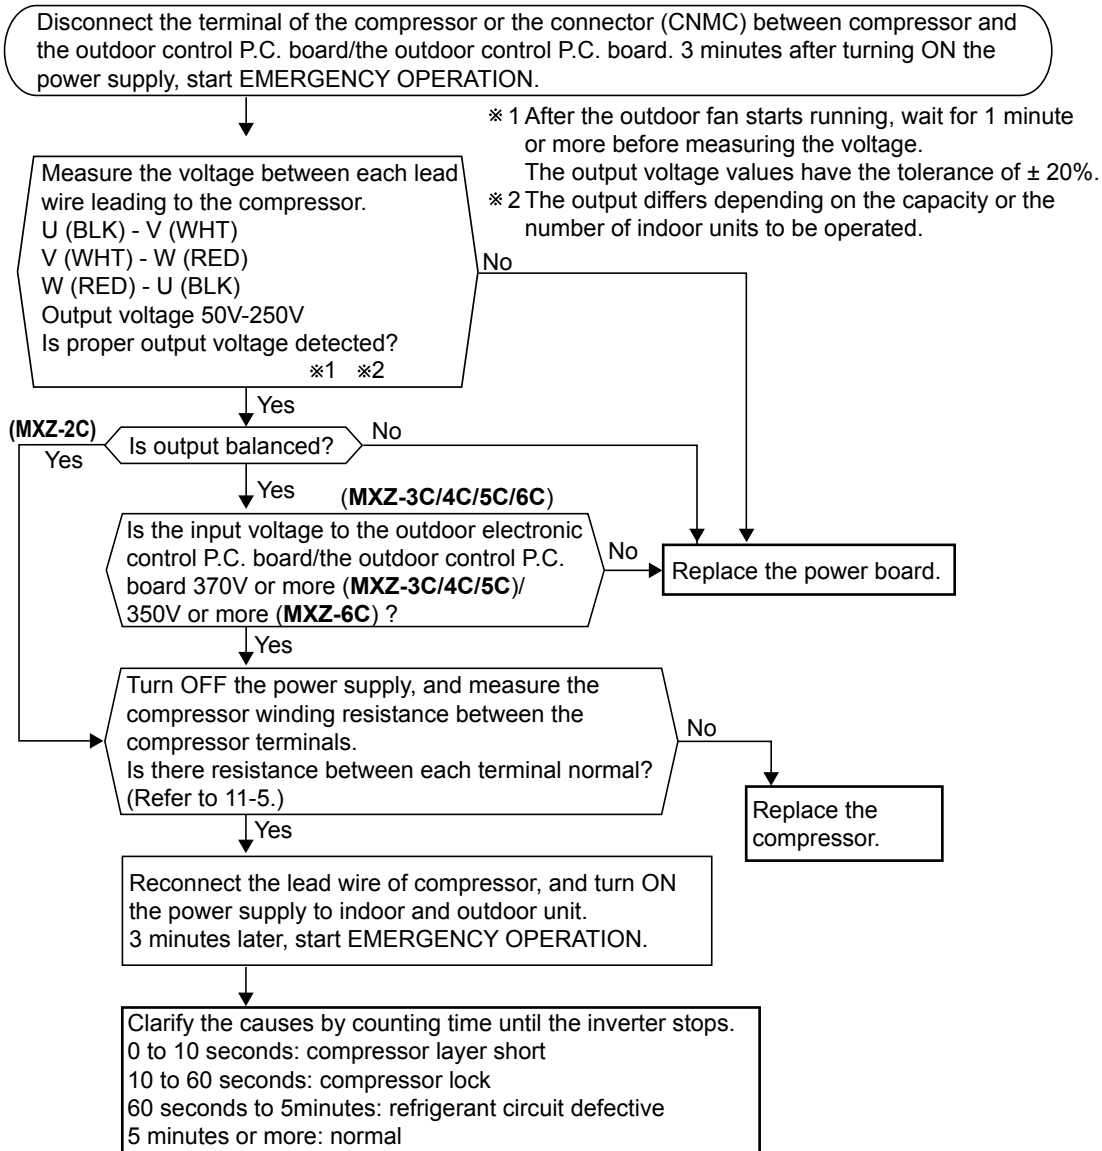 Disconnect the terminal of the compressor or the connector (CNMC) between compressor and
the outdoor control P.C. board/the outdoor control P.C. board. 3 minutes after turning ON the
power supply, start EMERGENCY OPERATION.
※ 1 After the outdoor fan starts running, wait for 1 minute
or more before measuring the voltage.
The output voltage values have the tolerance of ± 20%.
※ 2 The output differs depending on the capacity or the
number of indoor units to be operated.
Measure the voltage between each lead
wire leading to the compressor.
U (BLK) - V (WHT)
V (WHT) - W (RED)
W (RED) - U (BLK)
Output voltage 50V-250V
Is proper output voltage detected?
※1 ※2
No
Yes
(MXZ-2C)
Yes
Is output balanced?
No
Yes
(MXZ-3C/4C/5C/6C)
Is the input voltage to the outdoor electronic
control P.C. board/the outdoor control P.C.
board 370V or more (MXZ-3C/4C/5C)/
350V or more (MXZ-6C) ?
No
Replace the power board.
Yes
Turn OFF the power supply, and measure the
compressor winding resistance between the
compressor terminals.
Is there resistance between each terminal normal?
(Refer to 11-5.)
No
Replace the
compressor.
Yes
Reconnect the lead wire of compressor, and turn ON
the power supply to indoor and outdoor unit.
3 minutes later, start EMERGENCY OPERATION.
Clarify the causes by counting time until the inverter stops.
0 to 10 seconds: compressor layer short
10 to 60 seconds: compressor lock
60 seconds to 5minutes: refrigerant circuit defective
5 minutes or more: normal